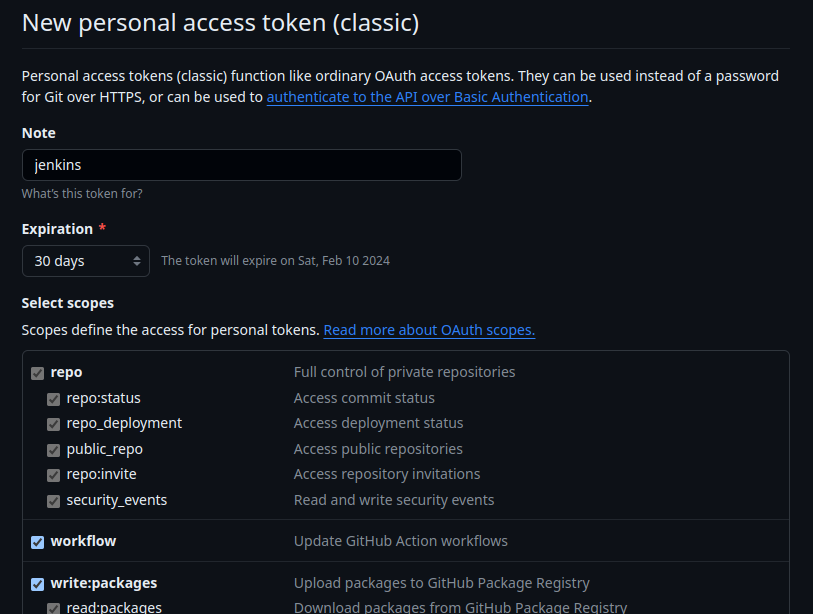 New personal access token (classic)
Personal access tokens (classic) function like ordinary OAuth access tokens. They can be used instead of a password
for Git over HTTPS, or can be used to authenticate to the API over Basic Authentication.
Note
jenkins
What's this token for?
Expiration *
30 days The token will expire on Sat, Feb 10 2024
Select scopes
Scopes define the access for personal tokens. Read more about OAuth scopes.
repo Full control of private repositories
repo:status Access commit status
repo_deployment Access deployment status
public_repo Access public repositories
repo:invite Access repository invitations
security_events Read and write security events
workflow Update GitHub Action workflows
write:packages Upload packages to GitHub Package Registry
read:packages Download packages from GitHub Package Registry